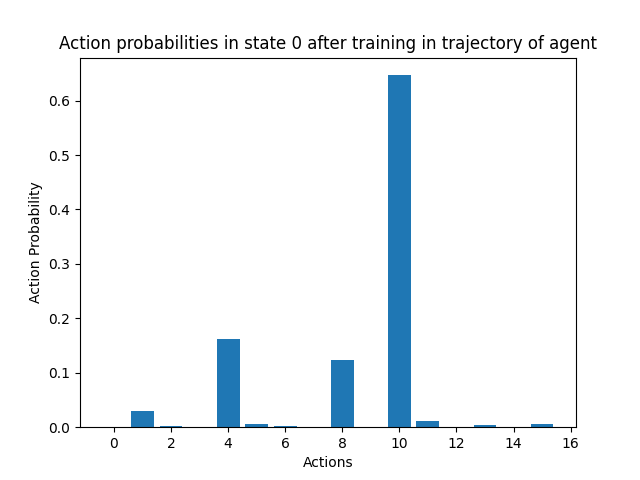 Action probabilities in state 0 after training in trajectory of agent
0.6
0.5
0.4
0.3
0.2
0.1
0.0
Action Probability
0 2 4 6 8 10 12 14 16
Actions